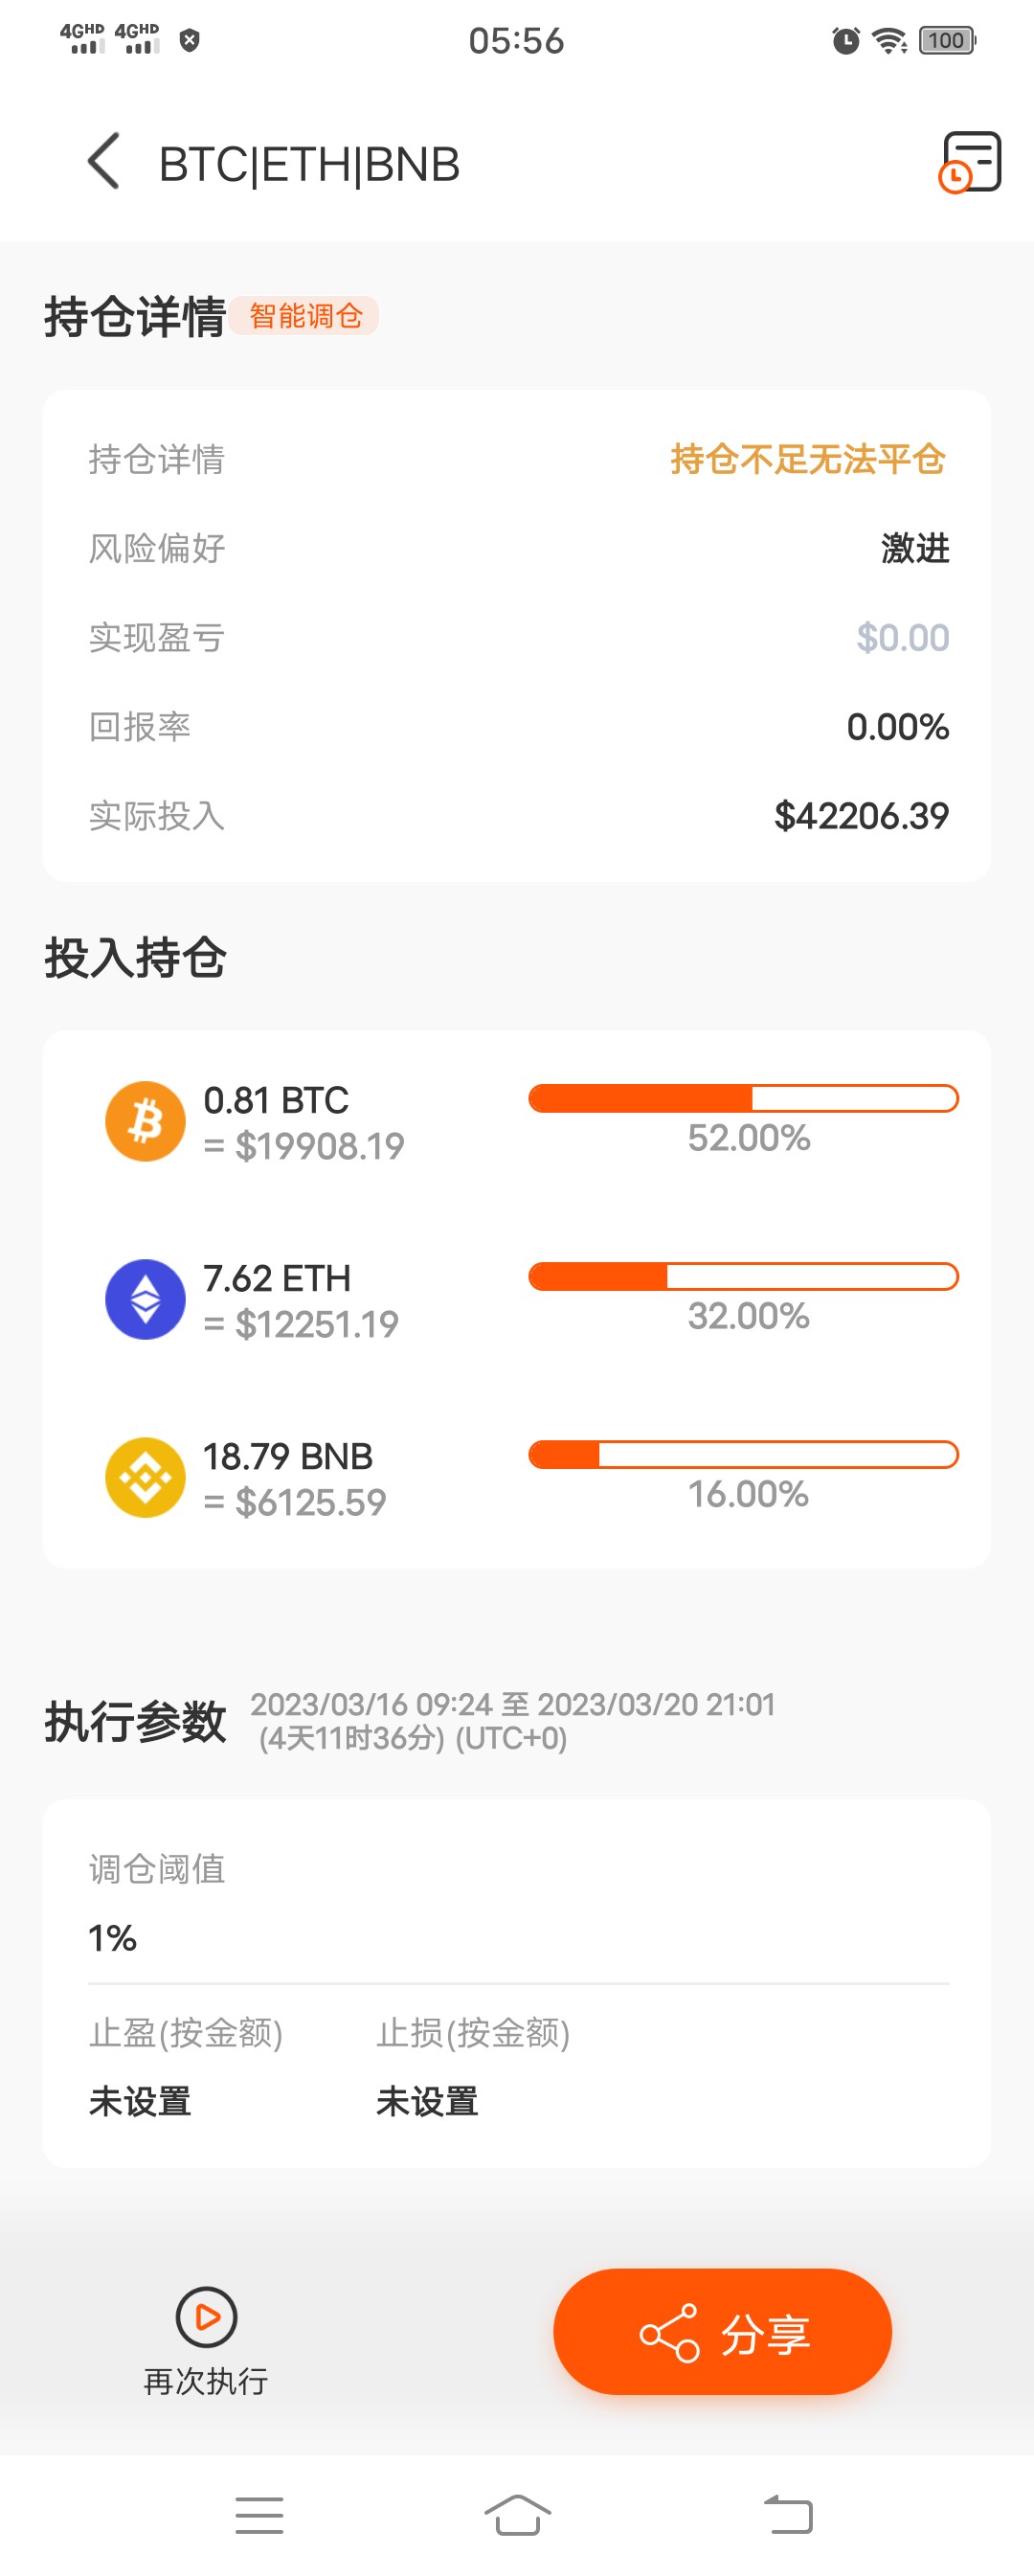 4GHD 4GHD 05:56 100
BTC|ETH|BNB
持仓详情 智能调仓
持仓详情 持仓不足无法平仓
风险偏好 激进
实现盈亏 $0.00
回报率 0.00%
实际投入 $42206.39
投入持仓
0.81 BTC
= $19908.19
52.00%
7.62 ETH
= $12251.19
32.00%
18.79 BNB
= $6125.59
16.00%
执行参数 2023/03/16 09:24 至 2023/03/20 21:01
(4天11时36分) (UTC+0)
调仓阈值
1%
止盈(按金额) 止损(按金额)
未设置 未设置
再次执行 分享